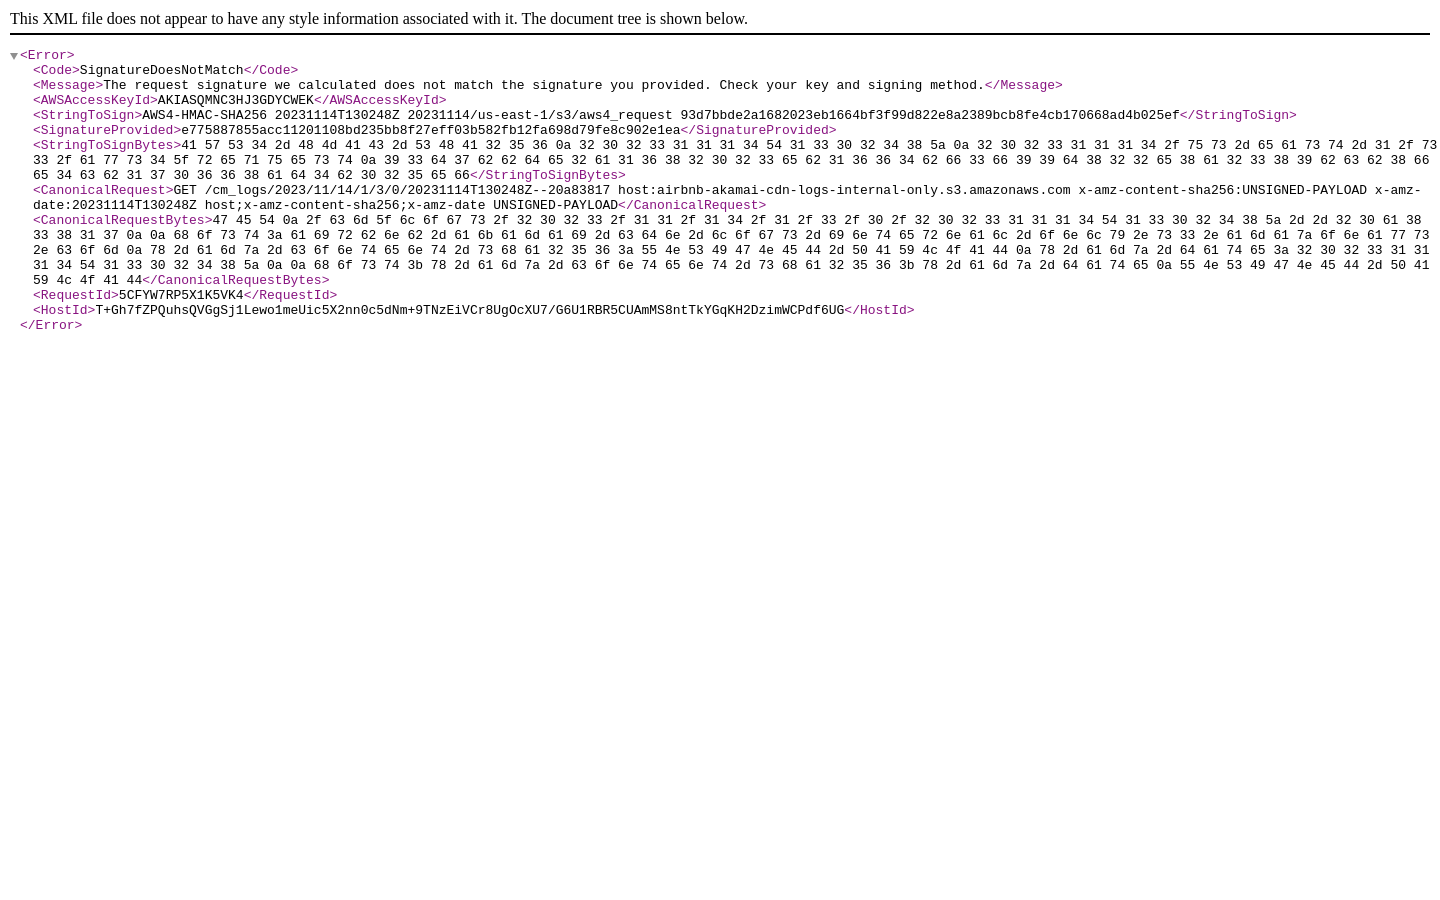 This XML file does not appear to have any style information associated with it. The document tree is shown below.
<Error>
<Code>SignatureDoesNotMatch</Code>
<Message>The request signature we calculated does not match the signature you provided. Check your key and signing method.</Message>
<AWSAccessKeyId>AKIASQMNC3HJ3GDYCWEK</AWSAccessKeyId>
<StringToSign>AWS4-HMAC-SHA256 20231114T130248Z 20231114/us-east-1/s3/aws4_request 93d7bbde2a1682023eb1664bf3f99d822e8a2389bcb8fe4cb170668ad4b025ef</StringToSign>
<SignatureProvided>e775887855acc11201108bd235bb8f27eff03b582fb12fa698d79fe8c902e1ea</SignatureProvided>
<StringToSignBytes>41 57 53 34 2d 48 4d 41 43 2d 53 48 41 32 35 36 0a 32 30 32 33 31 31 31 34 54 31 33 30 32 34 38 5a 0a 32 30 32 33 31 31 31 34 2f 75 73 2d 65 61 73 74 2d 31 2f 73
33 2f 61 77 73 34 5f 72 65 71 75 65 73 74 0a 39 33 64 37 62 62 64 65 32 61 31 36 38 32 30 32 33 65 62 31 36 36 34 62 66 33 66 39 39 64 38 32 32 65 38 61 32 33 38 39 62 63 62 38 66
65 34 63 62 31 37 30 36 36 38 61 64 34 62 30 32 35 65 66</StringToSignBytes>
<CanonicalRequest>GET /cm_logs/2023/11/14/1/3/0/20231114T130248Z--20a83817 host:airbnb-akamai-cdn-logs-internal-only.s3.amazonaws.com x-amz-content-sha256:UNSIGNED-PAYLOAD x-amz-
date:20231114T130248Z host;x-amz-content-sha256;x-amz-date UNSIGNED-PAYLOAD</CanonicalRequest>
<CanonicalRequestBytes>47 45 54 0a 2f 63 6d 5f 6c 6f 67 73 2f 32 30 32 33 2f 31 31 2f 31 34 2f 31 2f 33 2f 30 2f 32 30 32 33 31 31 31 34 54 31 33 30 32 34 38 5a 2d 2d 32 30 61 38
33 38 31 37 0a 0a 68 6f 73 74 3a 61 69 72 62 6e 62 2d 61 6b 61 6d 61 69 2d 63 64 6e 2d 6c 6f 67 73 2d 69 6e 74 65 72 6e 61 6c 2d 6f 6e 6c 79 2e 73 33 2e 61 6d 61 7a 6f 6e 61 77 73
2e 63 6f 6d 0a 78 2d 61 6d 7a 2d 63 6f 6e 74 65 6e 74 2d 73 68 61 32 35 36 3a 55 4e 53 49 47 4e 45 44 2d 50 41 59 4c 4f 41 44 0a 78 2d 61 6d 7a 2d 64 61 74 65 3a 32 30 32 33 31 31
31 34 54 31 33 30 32 34 38 5a 0a 0a 68 6f 73 74 3b 78 2d 61 6d 7a 2d 63 6f 6e 74 65 6e 74 2d 73 68 61 32 35 36 3b 78 2d 61 6d 7a 2d 64 61 74 65 0a 55 4e 53 49 47 4e 45 44 2d 50 41
59 4c 4f 41 44</CanonicalRequestBytes>
<RequestId>5CFYW7RP5X1K5VK4</RequestId>
<HostId>T+Gh7fZPQuhsQVGgSj1Lewo1meUic5X2nn0c5dNm+9TNzEiVCr8UgOcXU7/G6U1RBR5CUAmMS8ntTkYGqKH2DzimWCPdf6UG</HostId>
</Error>